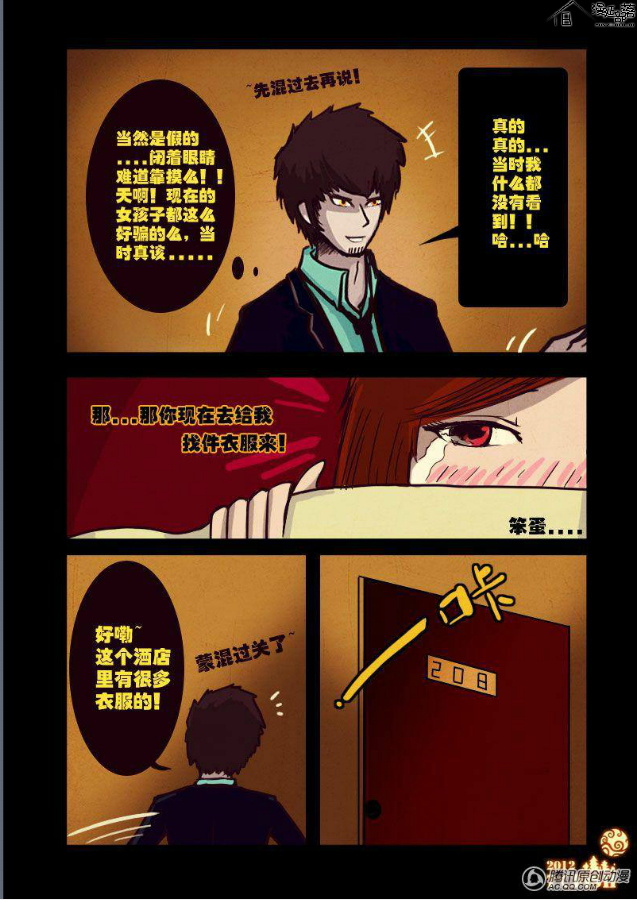 ~先混过去再说!
当然是假的
....闭着眼睛
难道靠摸么!!
天啊!现在的
女孩子都这么
好骗的么,当
时真该.....
真的
真的...
当时我
什么都
没有看
到!!
哈...哈
那...那你现在去给我
找件衣服来!
笨蛋....
好嘞~
这个酒店
里有很多
衣服的!
蒙混过关了~
咔
208
2012
腾讯原创动漫
AC.QQ.COM